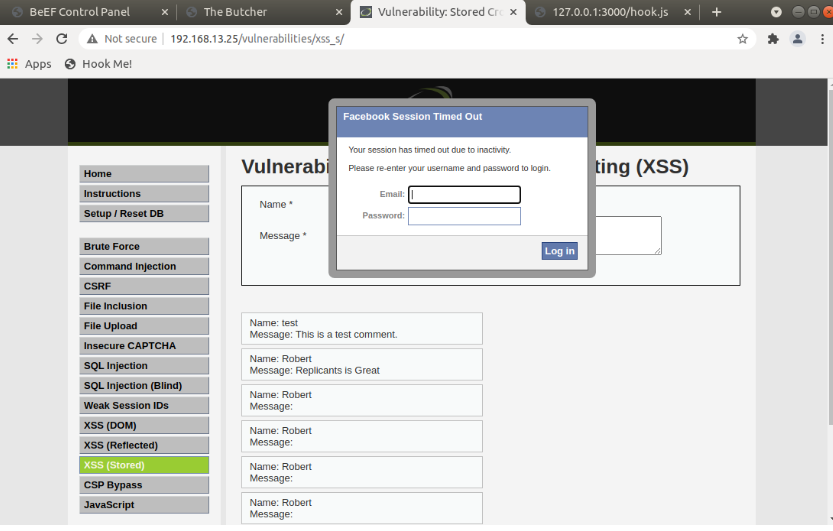 BeEF Control Panel
The Butcher
Vulnerability: Stored Cro
127.0.0.1:3000/hook.js
Not secure | 192.168.13.25/vulnerabilities/xss_s/
Apps
Hook Me!
Facebook Session Timed Out
Your session has timed out due to inactivity.
Please re-enter your username and password to login.
Email:
Password:
Log in
Vulnerabi
ting (XSS)
Name *
Message *
Home
Instructions
Setup / Reset DB
Brute Force
Command Injection
CSRF
File Inclusion
File Upload
Insecure CAPTCHA
SQL Injection
SQL Injection (Blind)
Weak Session IDs
XSS (DOM)
XSS (Reflected)
XSS (Stored)
CSP Bypass
JavaScript
Name: test
Message: This is a test comment.
Name: Robert
Message: Replicants is Great
Name: Robert
Message:
Name: Robert
Message:
Name: Robert
Message:
Name: Robert
Message: